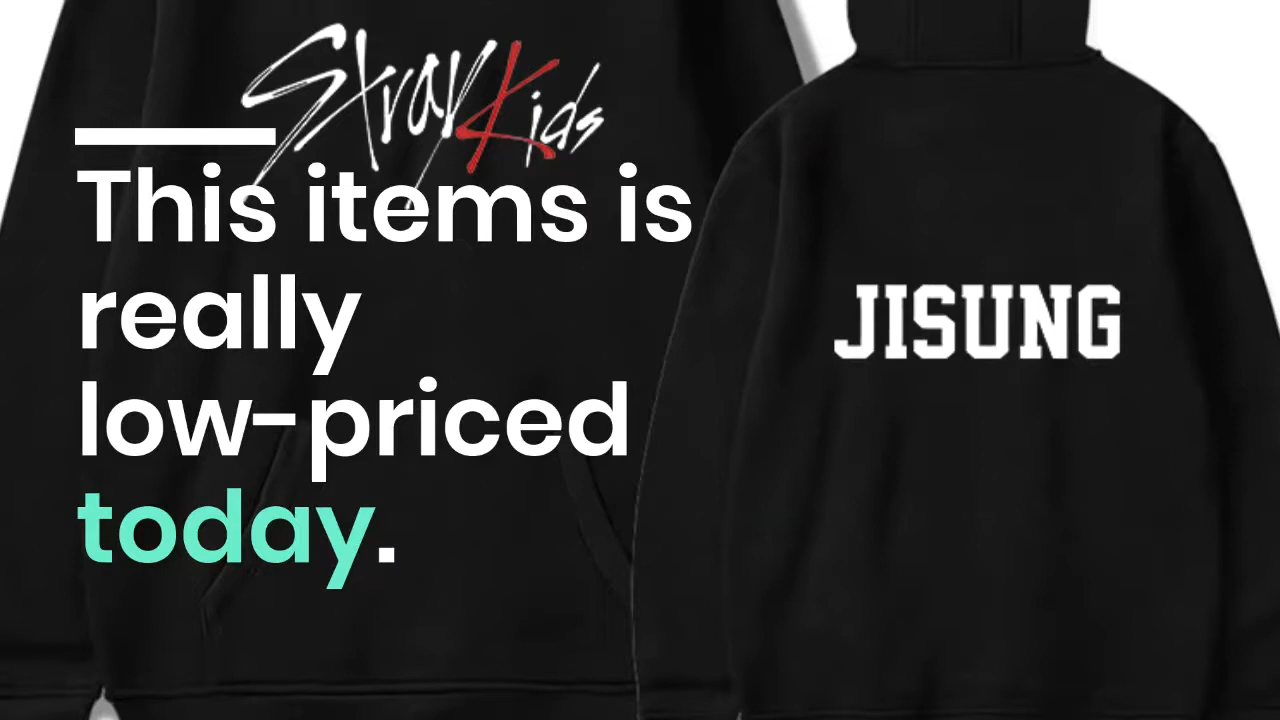 Stray Kids
This items is
really
low-priced
today.
JISUNG